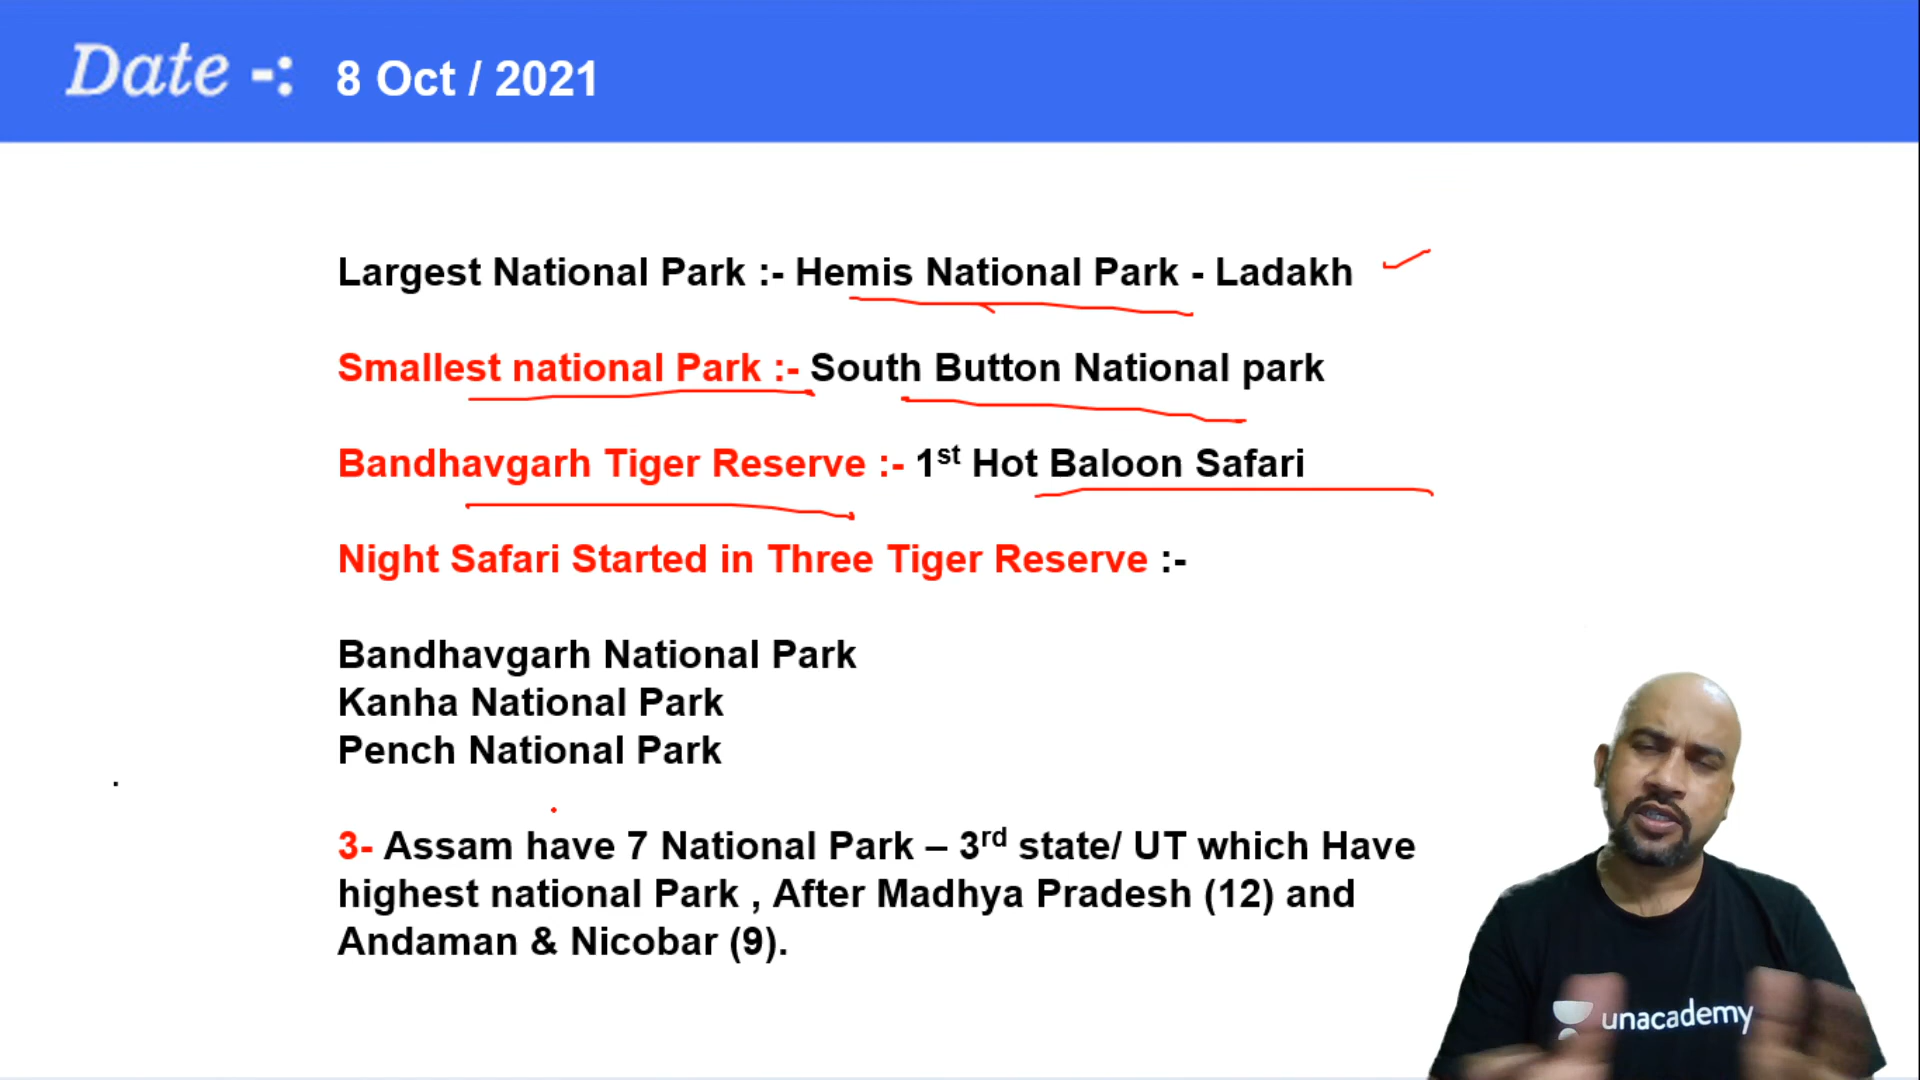 Date -: 8 Oct / 2021
Largest National Park :- Hemis National Park - Ladakh
Smallest national Park :- South Button National park
Bandhavgarh Tiger Reserve :- 1st Hot Baloon Safari
Night Safari Started in Three Tiger Reserve :-
Bandhavgarh National Park
Kanha National Park
Pench National Park
3- Assam have 7 National Park – 3rd state/ UT which Have
highest national Park , After Madhya Pradesh (12) and
Andaman & Nicobar (9).
unacademy